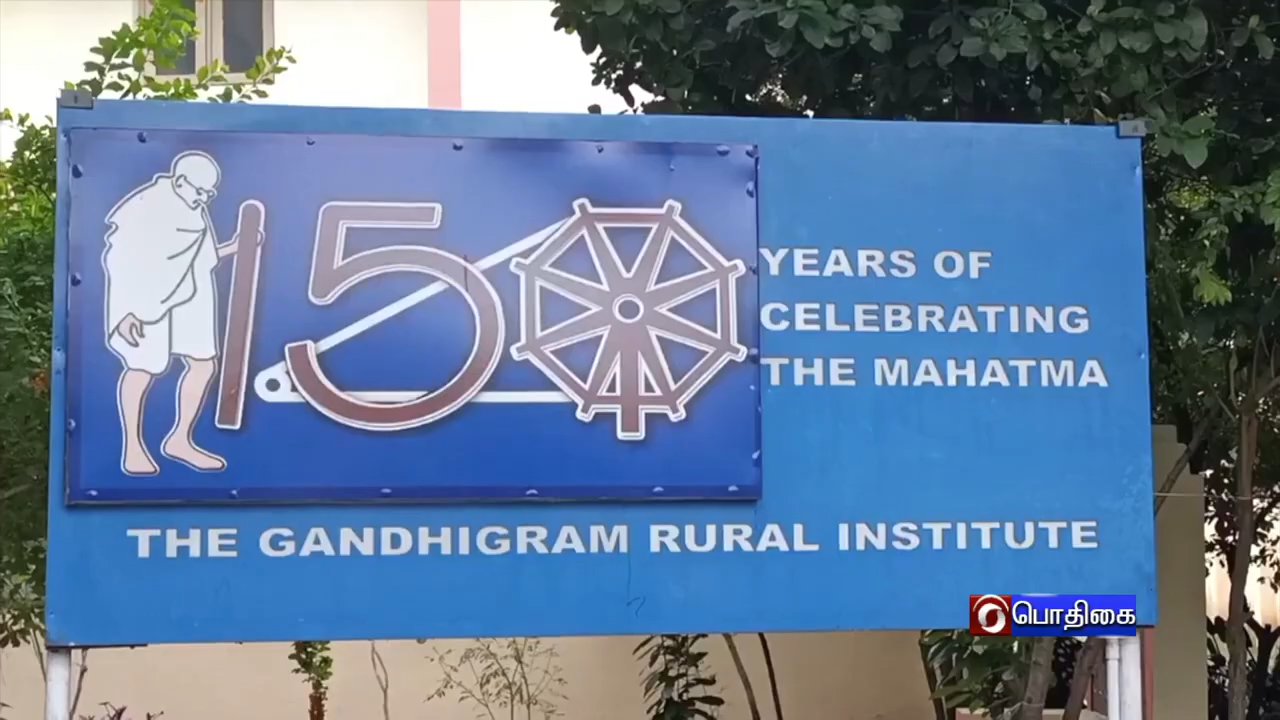 150
YEARS OF
CELEBRATING
THE MAHATMA
THE GANDHIGRAM RURAL INSTITUTE
பொதிகை